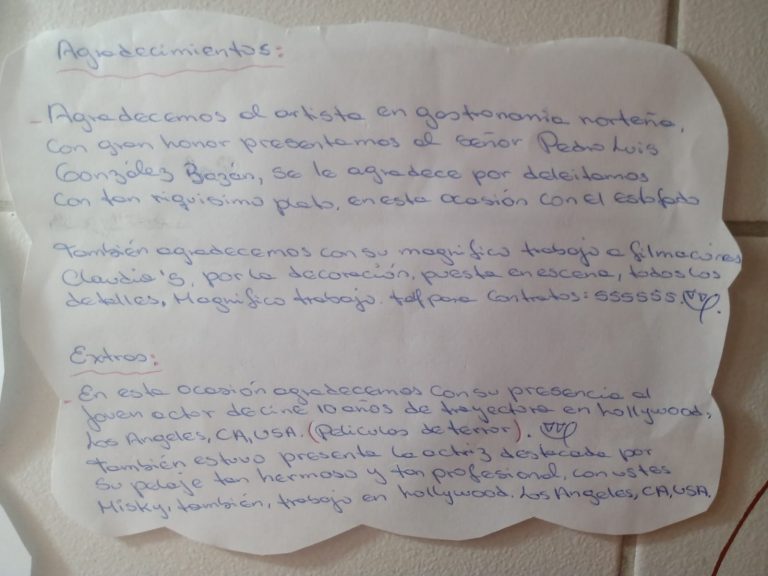 Agradecimientos:
- Agradecemos al artista en gastronomia norteña,
con gran honor presentamos al señor Pedro Luis
González Bazán, se le agradece por deleitarnos
con tan riquisimo plato, en esta ocasión con el estofado
también agradecemos con su magnifico trabajo a filmaciones
Claudia's, por la decoración, puesta en escena, todos los
detalles, Magnifico trabajo. telf para contratos: 555555.
Extras:
- En esta ocasión agradecemos con su presencia al
joven actor de cine 10 años de trayectoria en hollywood,
Los Angeles, CA, USA. (Peliculas de terror).
también estuvo presente la actriz destacada por
su pelaje tan hermoso y tan profesional, con ustes
Misky, también, trabajo en hollywood. Los Angeles, CA, USA.